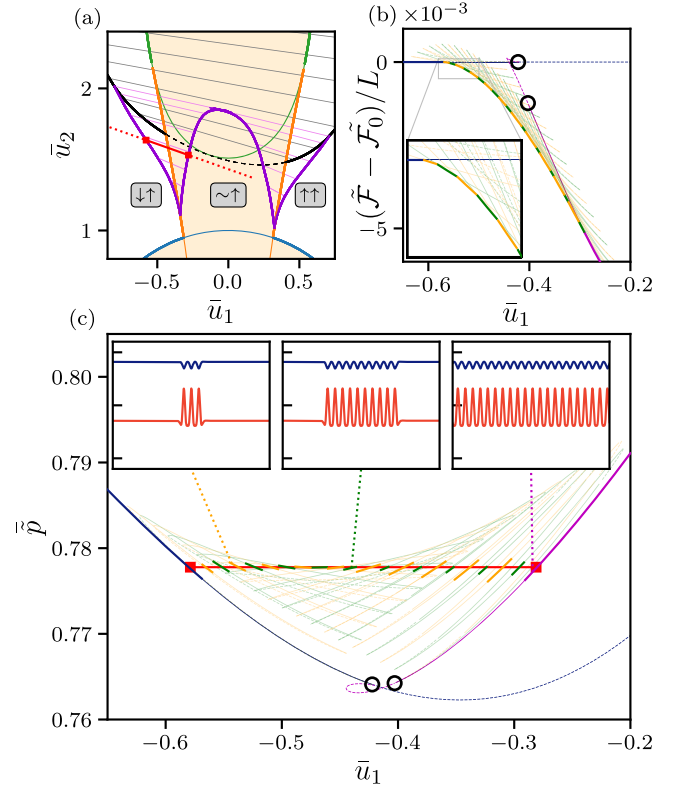 (a)
2
1
ū₂
↓↑
∼↑
↑↑
−0.5
0.0
0.5
ū₁
(b)
×10⁻³
0
−5
(F̃ − F̃₀)/L
−0.6
−0.4
−0.2
ū₁
(c)
0.80
0.79
0.78
0.77
0.76
p̃̄
−0.6
−0.5
−0.4
−0.3
−0.2
ū₁